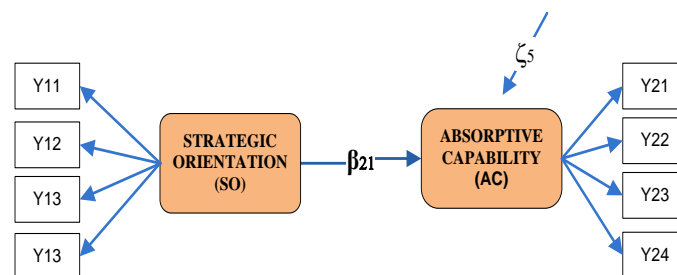 ζ5
Y11
Y12
Y13
Y13
STRATEGIC
ORIENTATION
(SO)
β21
ABSORPTIVE
CAPABILITY
(AC)
Y21
Y22
Y23
Y24